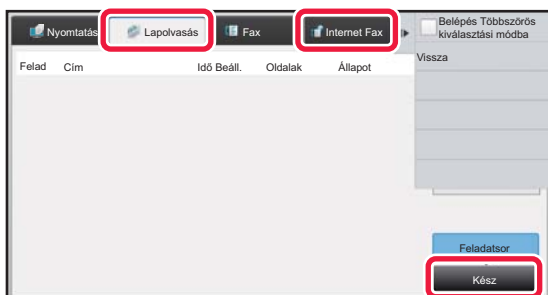 Nyomtatás Lapolvasás Fax Internet Fax
Belépés Többszörös
kiválasztási módba
Vissza
Felad Cím Idő Beáll. Oldalak Állapot
Feladatsor
Kész